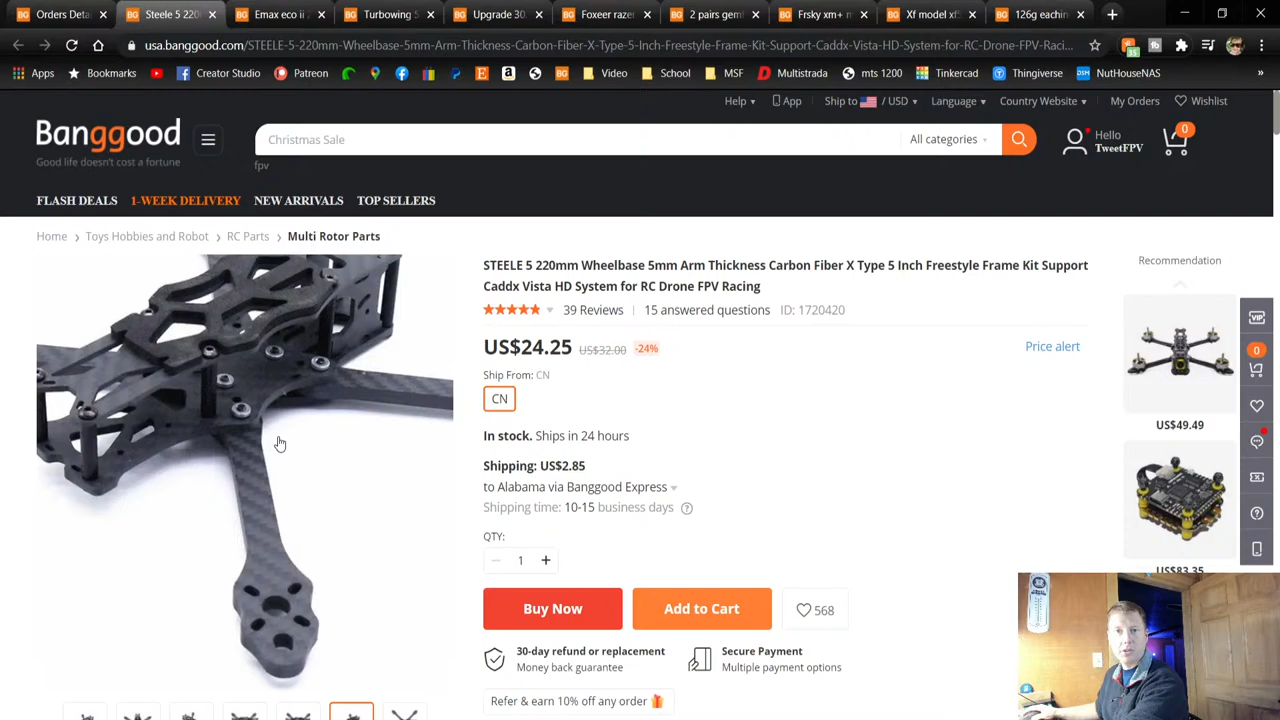 Orders Deta
Steele 5 220
Emax eco ii 2
Turbowing 5
Upgrade 30.
Foxeer razer
2 pairs gemf
Frsky xm+ m
Xf model xf5
126g eachin
usa.banggood.com/STEELE-5-220mm-Wheelbase-5mm-Arm-Thickness-Carbon-Fiber-X-Type-5-Inch-Freestyle-Frame-Kit-Support-Caddx-Vista-HD-System-for-RC-Drone-FPV-Raci...
Apps Bookmarks Creator Studio Patreon Video School MSF Multistrada mts 1200 Tinkercad Thingiverse NutHouseNAS »
Help App Ship to / USD Language Country Website My Orders Wishlist
Banggood
Good life doesn't cost a fortune
Christmas Sale
All categories
fpv
Hello
TweetFPV
0
FLASH DEALS 1-WEEK DELIVERY NEW ARRIVALS TOP SELLERS
Home > Toys Hobbies and Robot > RC Parts > Multi Rotor Parts
STEELE 5 220mm Wheelbase 5mm Arm Thickness Carbon Fiber X Type 5 Inch Freestyle Frame Kit Support
Caddx Vista HD System for RC Drone FPV Racing
39 Reviews | 15 answered questions ID: 1720420
US$24.25 US$32.00 -24%
Price alert
Ship From: CN
CN
In stock. Ships in 24 hours
Shipping: US$2.85
to Alabama via Banggood Express
Shipping time: 10-15 business days
QTY:
1
Buy Now
Add to Cart
568
30-day refund or replacement
Money back guarantee
Secure Payment
Multiple payment options
Refer & earn 10% off any order
Recommendation
US$49.49
US$83.35
VIP
0